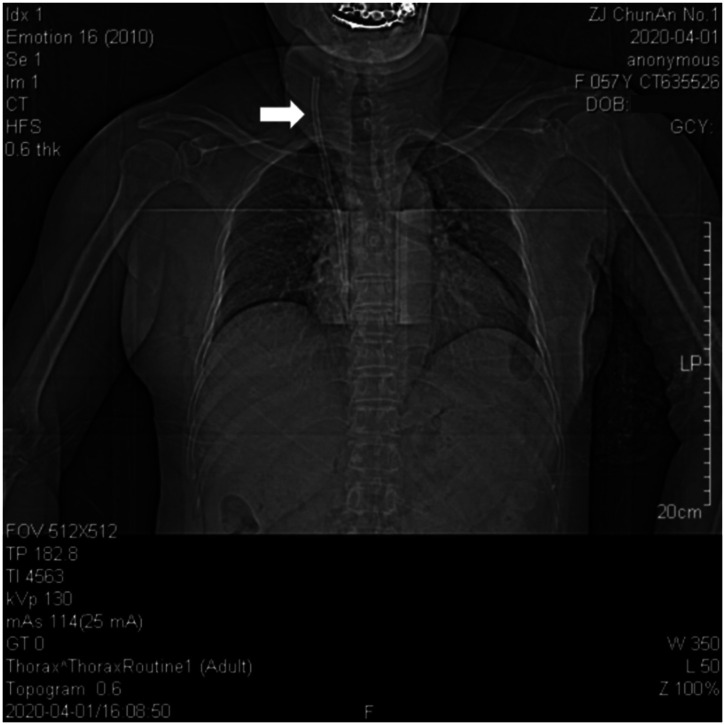 Idx 1
Emotion 16 (2010)
Se 1
Im 1
CT
HFS
0.6 thk
ZJ ChunAn No.1
2020-04-01
anonymous
F 057Y CT635526
DOB:
GCY:
LP
20cm
FOV 512X512
TP 182.8
TI 4563
kVp 130
mAs 114(25 mA)
GT 0
Thorax^ThoraxRoutine1 (Adult)
Topogram 0.6
2020-04-01/16 08 50
F
W 350
L 50
Z 100%